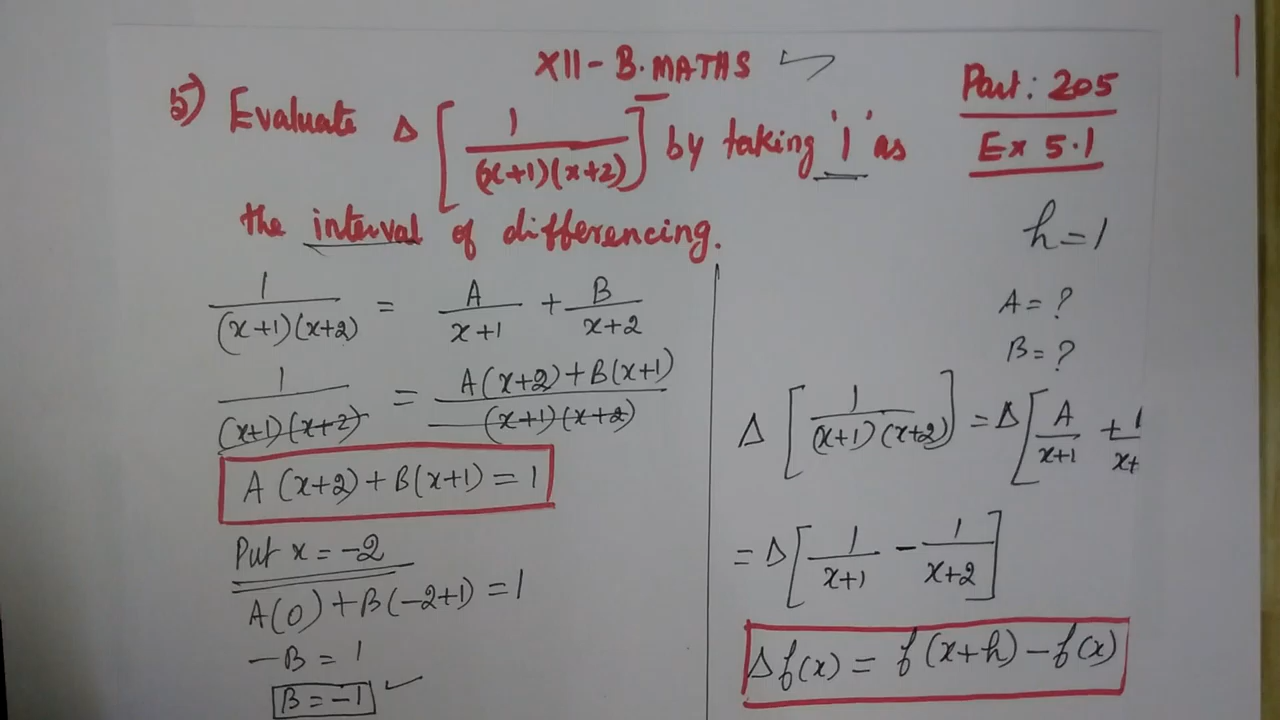 XII - B.MATHS
Part: 205
Ex 5.1
5) Evaluate Δ [ 1 / (x+1)(x+2) ] by taking '1' as
the interval of differencing.
h = 1
1 / (x+1)(x+2) = A / x+1 + B / x+2
1 / (x+1)(x+2) = A(x+2) + B(x+1) / (x+1)(x+2)
A (x+2) + B(x+1) = 1
Put x = -2
A(0) + B(-2+1) = 1
-B = 1
B = -1
A = ?
B = ?
Δ [ 1 / (x+1)(x+2) ] = Δ [ A / x+1 +
= Δ [ 1 / x+1 - 1 / x+2 ]
Δ f(x) = f(x+h) - f(x)